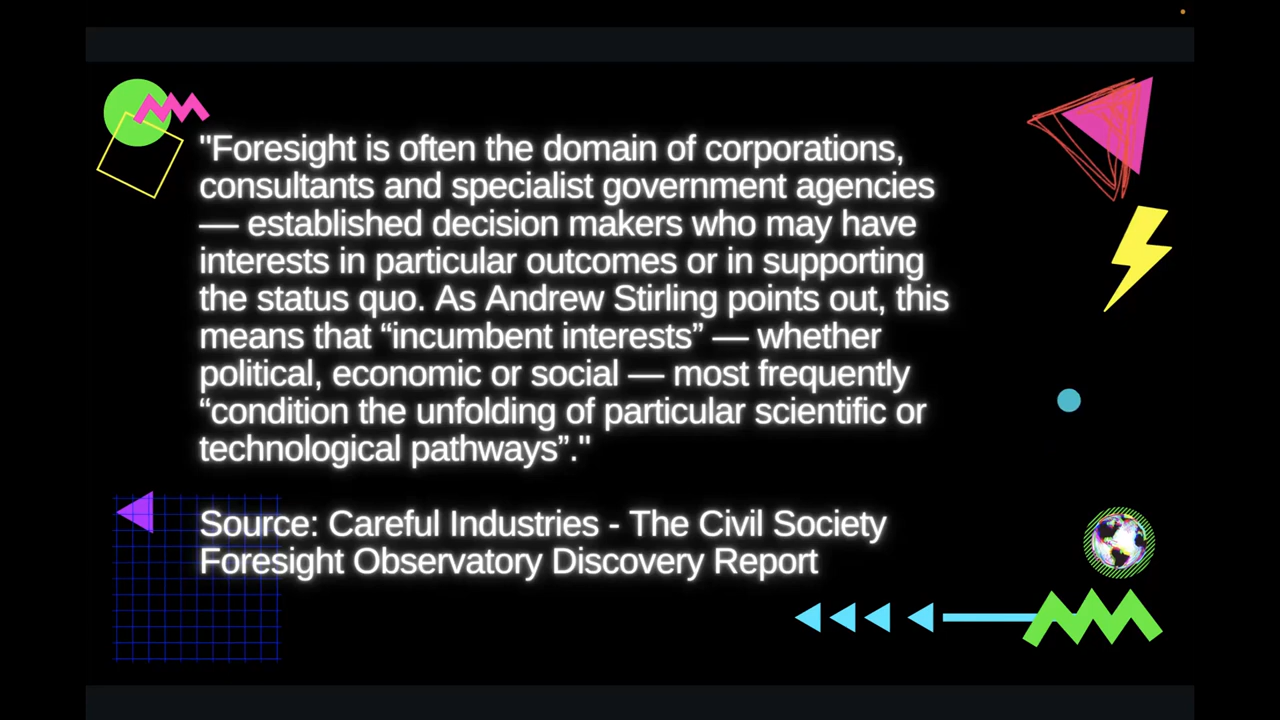 "Foresight is often the domain of corporations,
consultants and specialist government agencies
— established decision makers who may have
interests in particular outcomes or in supporting
the status quo. As Andrew Stirling points out, this
means that “incumbent interests” — whether
political, economic or social — most frequently
“condition the unfolding of particular scientific or
technological pathways”."
Source: Careful Industries - The Civil Society
Foresight Observatory Discovery Report